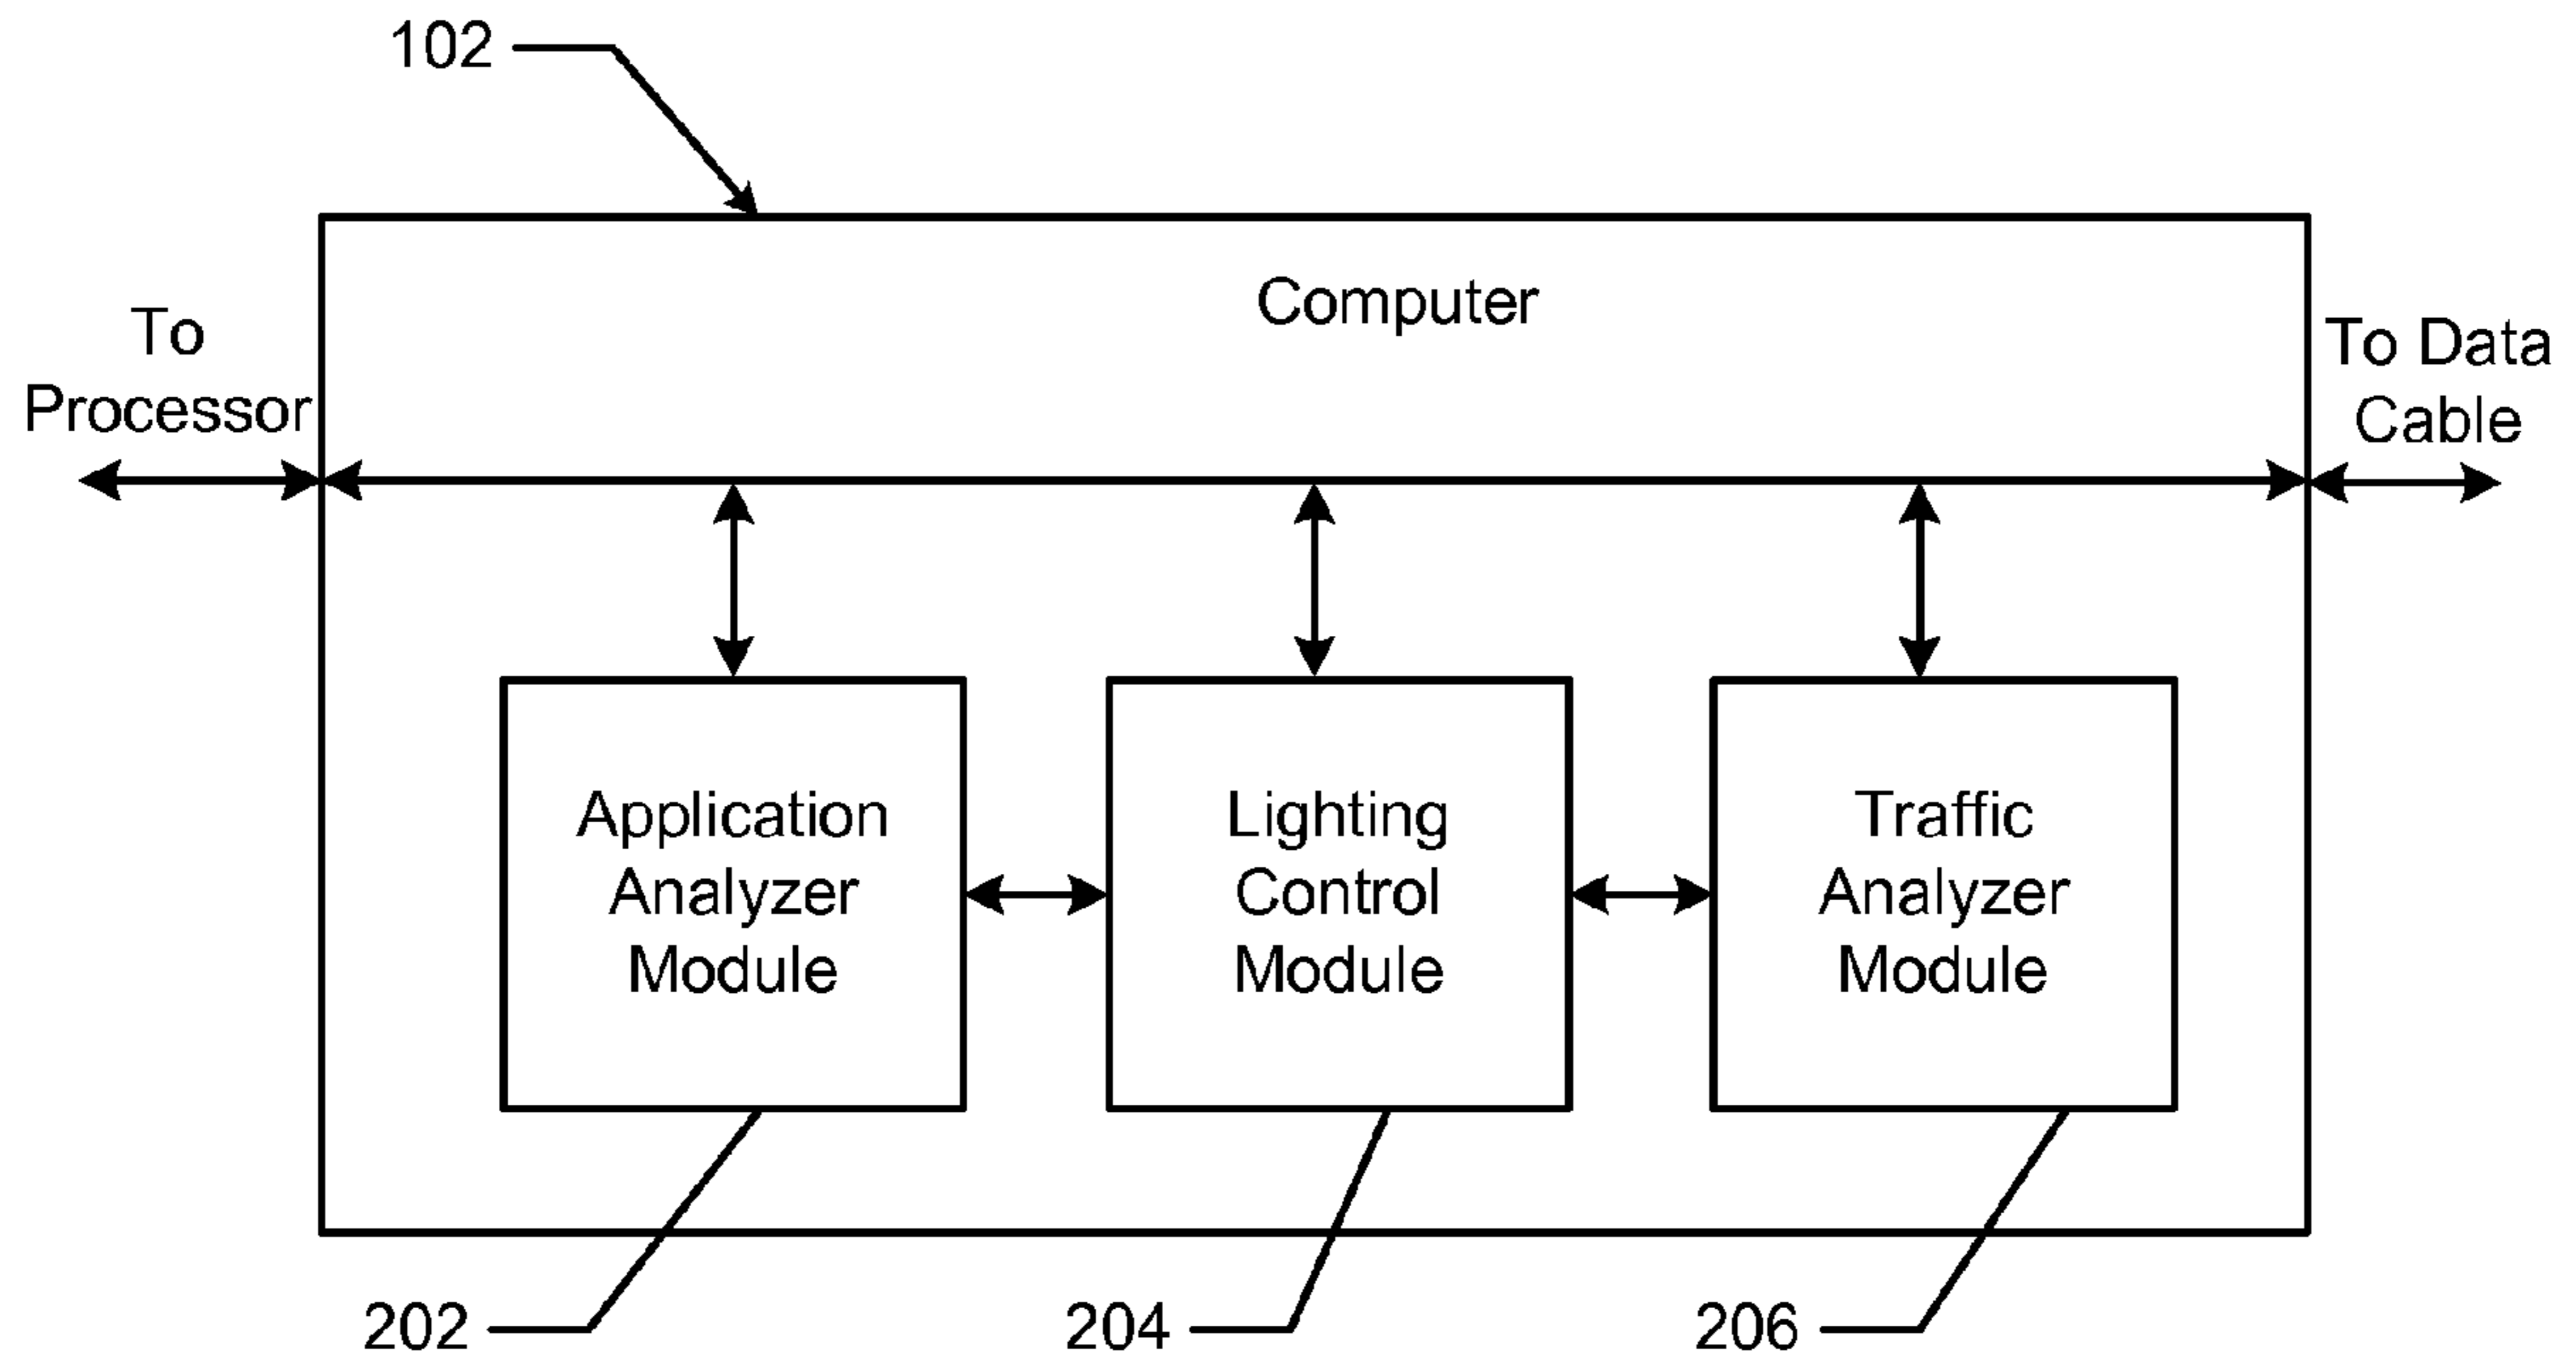 102
Computer
To
Processor
To Data
Cable
Application
Analyzer
Module
Lighting
Control
Module
Traffic
Analyzer
Module
202
204
206